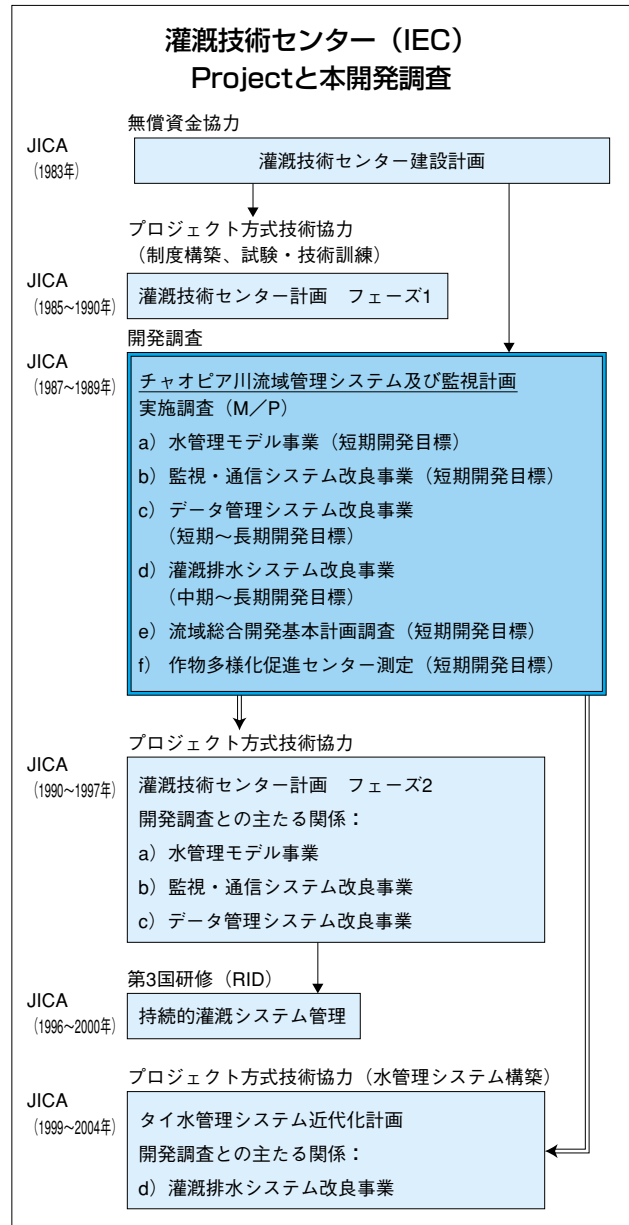 灌漑技術センター（IEC）
Projectと本開発調査
無償資金協力
JICA
（1983年）
灌漑技術センター建設計画
プロジェクト方式技術協力
（制度構築、試験・技術訓練）
JICA
（1985～1990年）
灌漑技術センター計画　フェーズ1
開発調査
JICA
（1987～1989年）
チャオピア川流域管理システム及び監視計画
実施調査（M／P）
a）水管理モデル事業（短期開発目標）
b）監視・通信システム改良事業（短期開発目標）
c）データ管理システム改良事業
（短期～長期開発目標）
d）灌漑排水システム改良事業
（中期～長期開発目標）
e）流域総合開発基本計画調査（短期開発目標）
f）作物多様化促進センター測定（短期開発目標）
プロジェクト方式技術協力
JICA
（1990～1997年）
灌漑技術センター計画　フェーズ2
開発調査との主たる関係：
a）水管理モデル事業
b）監視・通信システム改良事業
c）データ管理システム改良事業
第3国研修（RID）
JICA
（1996～2000年）
持続的灌漑システム管理
プロジェクト方式技術協力（水管理システム構築）
JICA
（1999～2004年）
タイ水管理システム近代化計画
開発調査との主たる関係：
d）灌漑排水システム改良事業